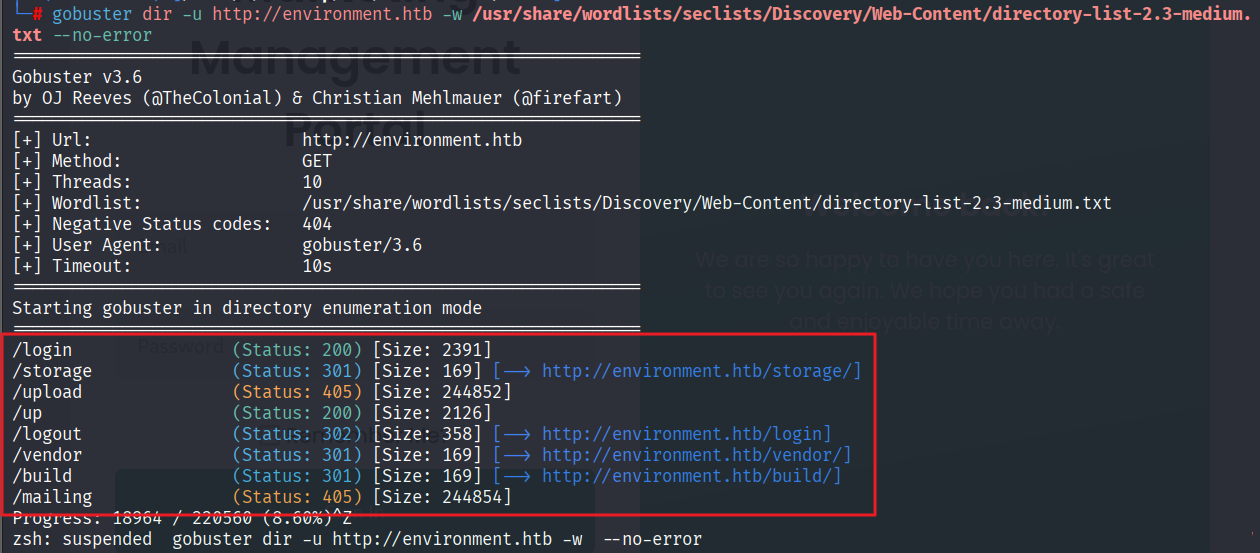 └─# gobuster dir -u http://environment.htb -w /usr/share/wordlists/seclists/Discovery/Web-Content/directory-list-2.3-medium.
txt --no-error
===============================================================
Gobuster v3.6
by OJ Reeves (@TheColonial) & Christian Mehlmauer (@firefart)
===============================================================
[+] Url:                     http://environment.htb
[+] Method:                  GET
[+] Threads:                 10
[+] Wordlist:                /usr/share/wordlists/seclists/Discovery/Web-Content/directory-list-2.3-medium.txt
[+] Negative Status codes:   404
[+] User Agent:              gobuster/3.6
[+] Timeout:                 10s
===============================================================
Starting gobuster in directory enumeration mode
===============================================================
/login                (Status: 200) [Size: 2391]
/storage              (Status: 301) [Size: 169] [--> http://environment.htb/storage/]
/upload               (Status: 405) [Size: 244852]
/up                   (Status: 200) [Size: 2126]
/logout               (Status: 302) [Size: 358] [--> http://environment.htb/login]
/vendor               (Status: 301) [Size: 169] [--> http://environment.htb/vendor/]
/build                (Status: 301) [Size: 169] [--> http://environment.htb/build/]
/mailing              (Status: 405) [Size: 244854]
Progress: 18964 / 220560 (8.60%)^Z
zsh: suspended  gobuster dir -u http://environment.htb -w  --no-error
Management
Portal
Password
We are so happy to have you here. It's great
to see you again. We hope you had a safe
and enjoyable time away.